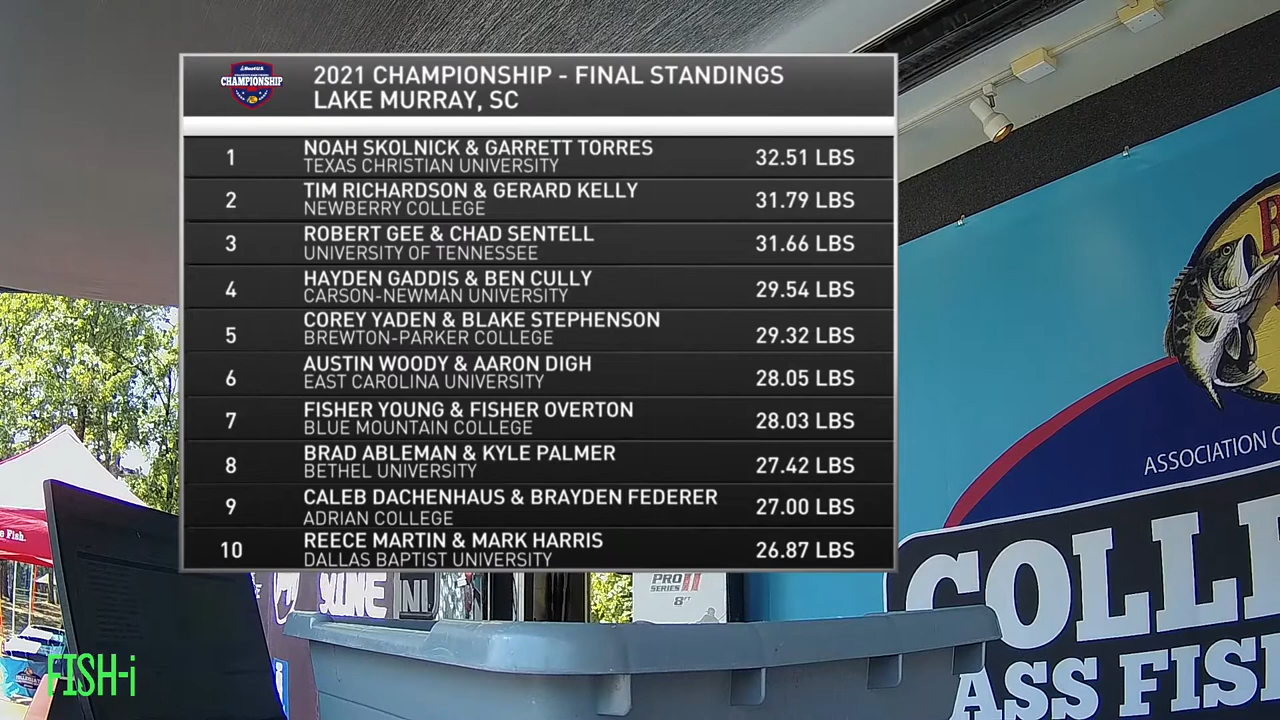 CHAMPIONSHIP
2021 CHAMPIONSHIP - FINAL STANDINGS
LAKE MURRAY, SC
1 NOAH SKOLNICK & GARRETT TORRES 32.51 LBS
TEXAS CHRISTIAN UNIVERSITY
2 TIM RICHARDSON & GERARD KELLY 31.79 LBS
NEWBERRY COLLEGE
3 ROBERT GEE & CHAD SENTELL 31.66 LBS
UNIVERSITY OF TENNESSEE
4 HAYDEN GADDIS & BEN CULLY 29.54 LBS
CARSON-NEWMAN UNIVERSITY
5 COREY YADEN & BLAKE STEPHENSON 29.32 LBS
BREWTON-PARKER COLLEGE
6 AUSTIN WOODY & AARON DIGH 28.05 LBS
EAST CAROLINA UNIVERSITY
7 FISHER YOUNG & FISHER OVERTON 28.03 LBS
BLUE MOUNTAIN COLLEGE
8 BRAD ABLEMAN & KYLE PALMER 27.42 LBS
BETHEL UNIVERSITY
9 CALEB DACHENHAUS & BRAYDEN FEDERER 27.00 LBS
ADRIAN COLLEGE
10 REECE MARTIN & MARK HARRIS 26.87 LBS
DALLAS BAPTIST UNIVERSITY
ASSOCIATION
COLLE
ASS FISH
e Fish.
PRO II
SERIES
8
FISH-i